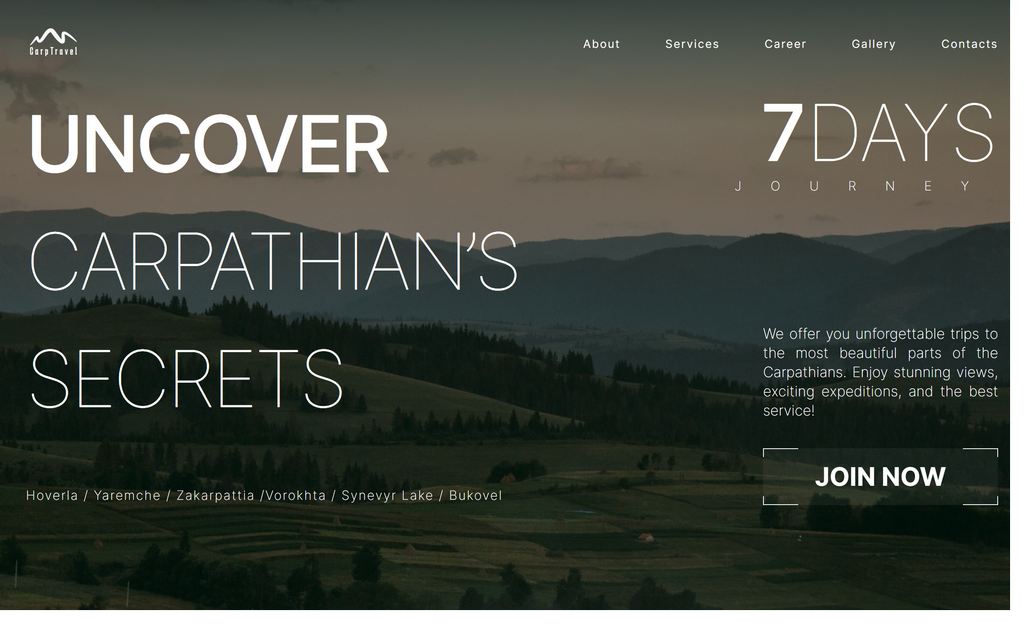 CarpTravel
About Services Career Gallery Contacts
UNCOVER
CARPATHIAN’S
SECRETS
Hoverla / Yaremche / Zakarpattia /Vorokhta / Synevyr Lake / Bukovel
7DAYS
JOURNEY
We offer you unforgettable trips to
the most beautiful parts of the
Carpathians. Enjoy stunning views,
exciting expeditions, and the best
service!
JOIN NOW